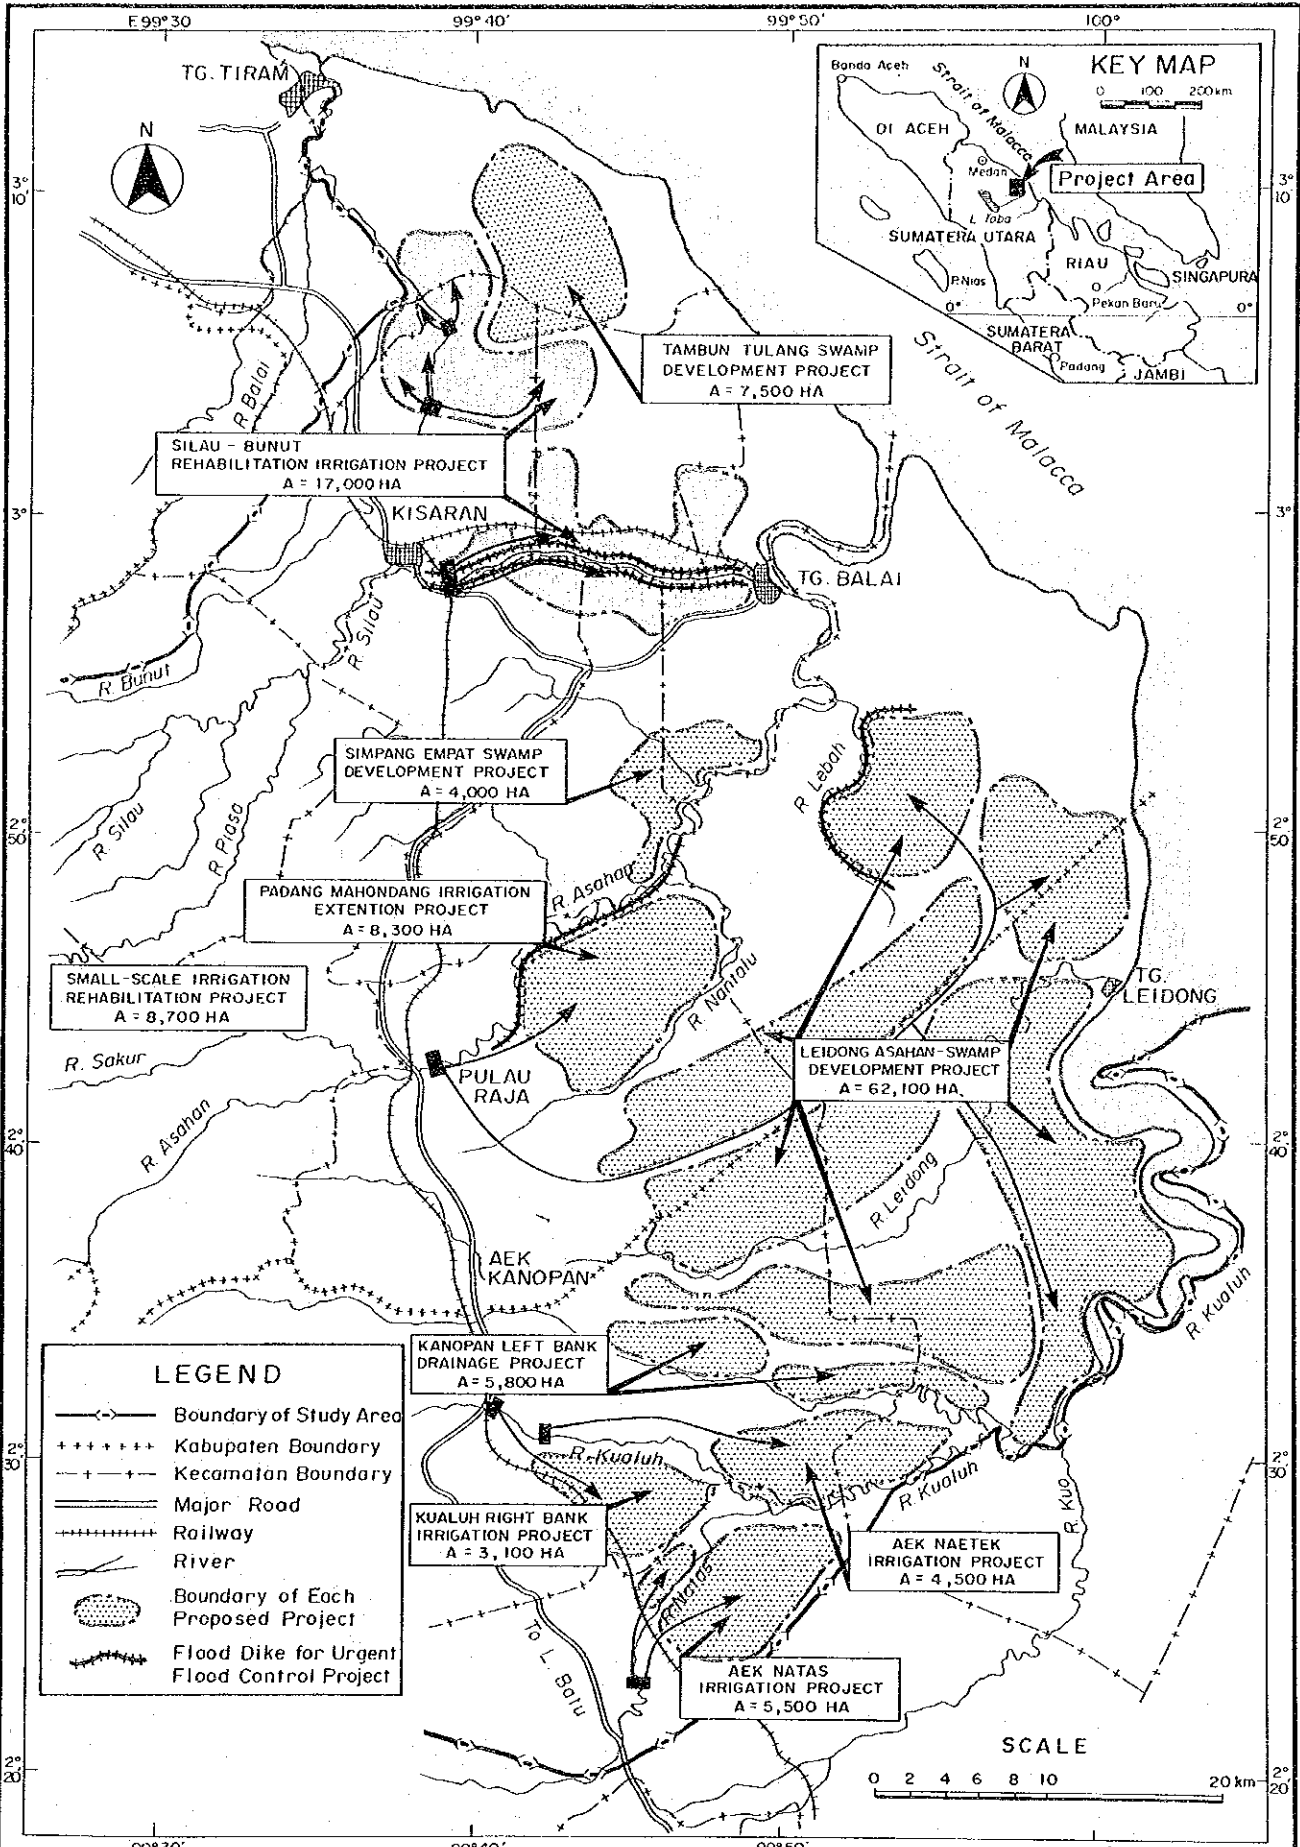 E 99°30'
99°40'
99°50'
100°
TG. TIRAM
N
3°
10'
KEY MAP
0 100 200km
N
Banda Aceh
Strait of Malacca
DI ACEH
MALAYSIA
Medan
Project Area
L. Toba
SUMATERA UTARA
RIAU
SINGAPURA
P.Nias
Pekan Baru
0°
0°
SUMATERA
BARAT
Padang
JAMBI
3°
10'
Strait of Malacca
TAMBUN TULANG SWAMP
DEVELOPMENT PROJECT
A = 7,500 HA
R. Balai
SILAU - BUNUT
REHABILITATION IRRIGATION PROJECT
A = 17,000 HA
3°
KISARAN
3°
TG. BALAI
R. Silau
R. Bunut
SIMPANG EMPAT SWAMP
DEVELOPMENT PROJECT
A = 4,000 HA
R. Lebah
2°
50'
R. Silau
R. Piasa
2°
50'
PADANG MAHONDANG IRRIGATION
EXTENTION PROJECT
A = 8,300 HA
R. Asahan
SMALL-SCALE IRRIGATION
REHABILITATION PROJECT
A = 8,700 HA
R. Nantalu
TG.
LEIDONG
R. Sakur
PULAU
RAJA
LEIDONG ASAHAN-SWAMP
DEVELOPMENT PROJECT
A = 62,100 HA
R. Asahan
2°
40'
2°
40'
R. Leidong
AEK
KANOPAN
R. Kualuh
KANOPAN LEFT BANK
DRAINAGE PROJECT
A = 5,800 HA
LEGEND
Boundary of Study Area
Kabupaten Boundary
Kecamatan Boundary
Major Road
Railway
River
Boundary of Each
Proposed Project
Flood Dike for Urgent
Flood Control Project
2°
30'
R. Kualuh
R. Kualuh
R. Kuo
2°
30'
KUALUH RIGHT BANK
IRRIGATION PROJECT
A = 3,100 HA
AEK NAETEK
IRRIGATION PROJECT
A = 4,500 HA
R. Natas
To L. Batu
AEK NATAS
IRRIGATION PROJECT
A = 5,500 HA
SCALE
0 2 4 6 8 10 20 km
2°
20'
2°
20'